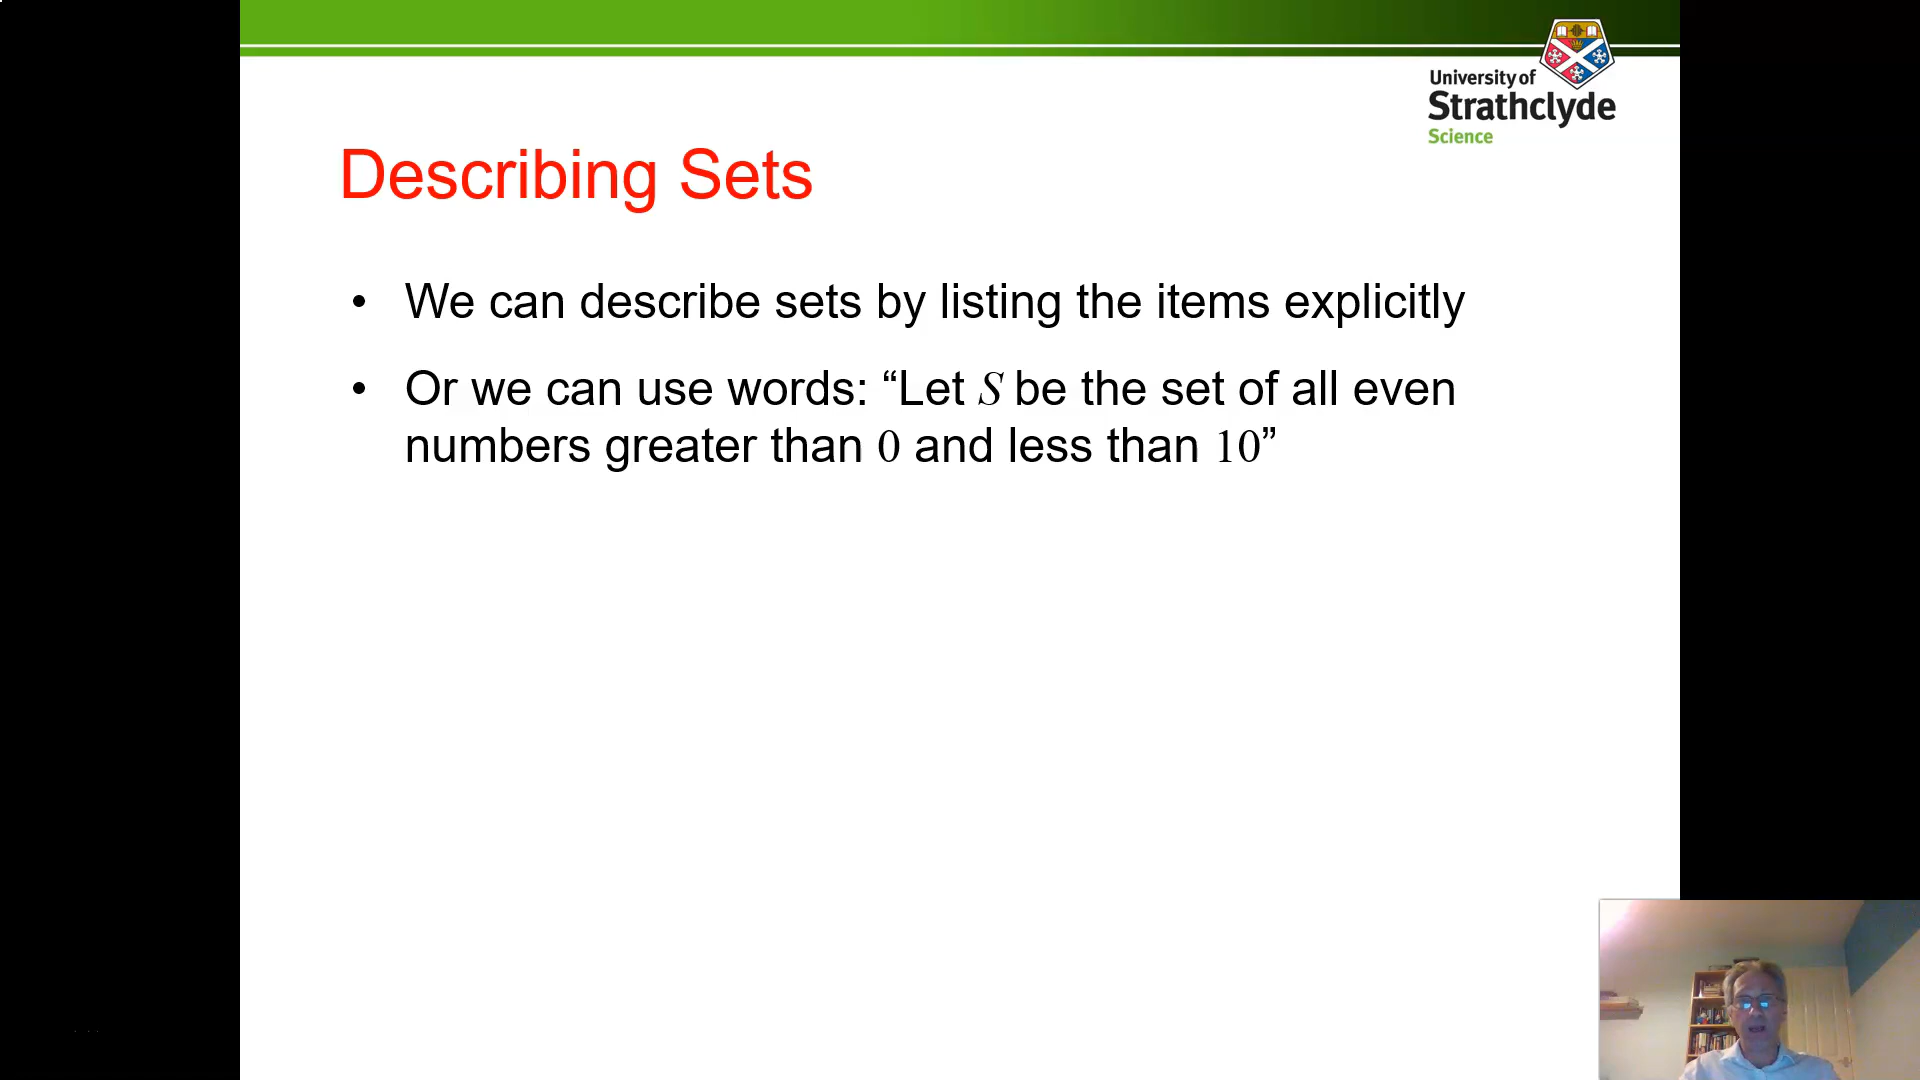 University of
Strathclyde
Science
Describing Sets
• We can describe sets by listing the items explicitly
• Or we can use words: “Let S be the set of all even
numbers greater than 0 and less than 10”